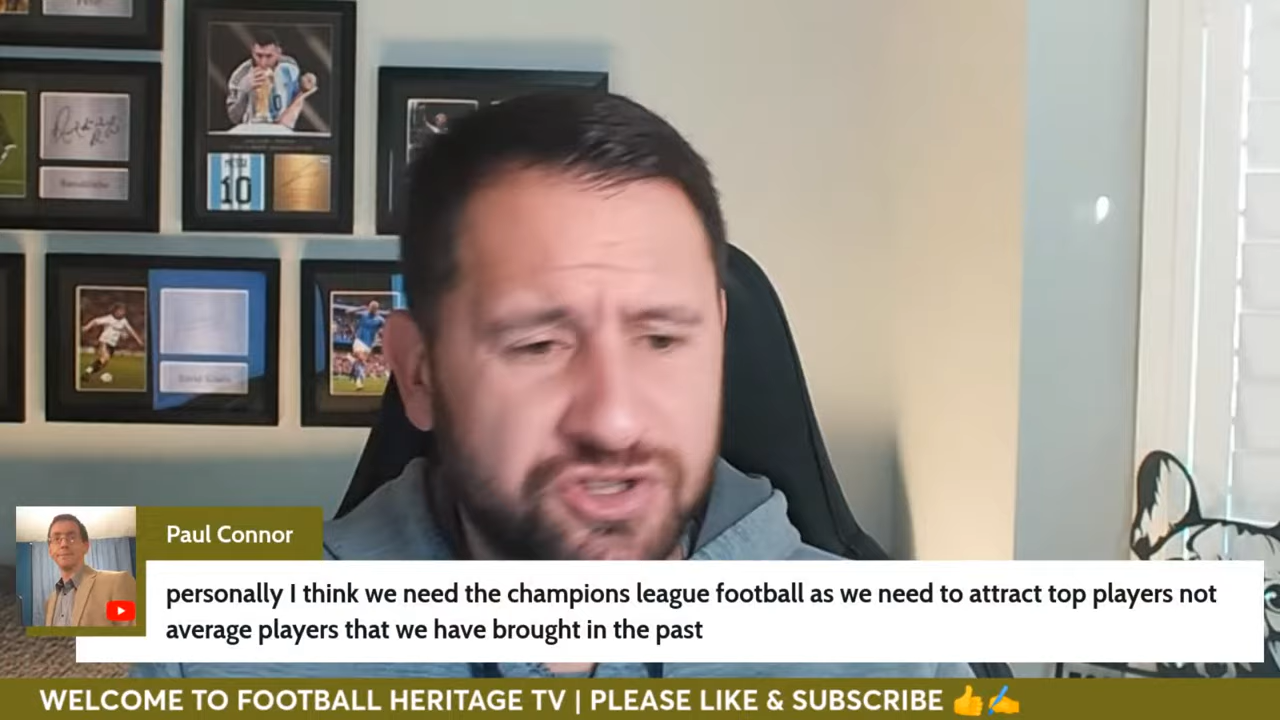 10
Paul Connor
personally I think we need the champions league football as we need to attract top players not
average players that we have brought in the past
WELCOME TO FOOTBALL HERITAGE TV | PLEASE LIKE & SUBSCRIBE 👍✍️